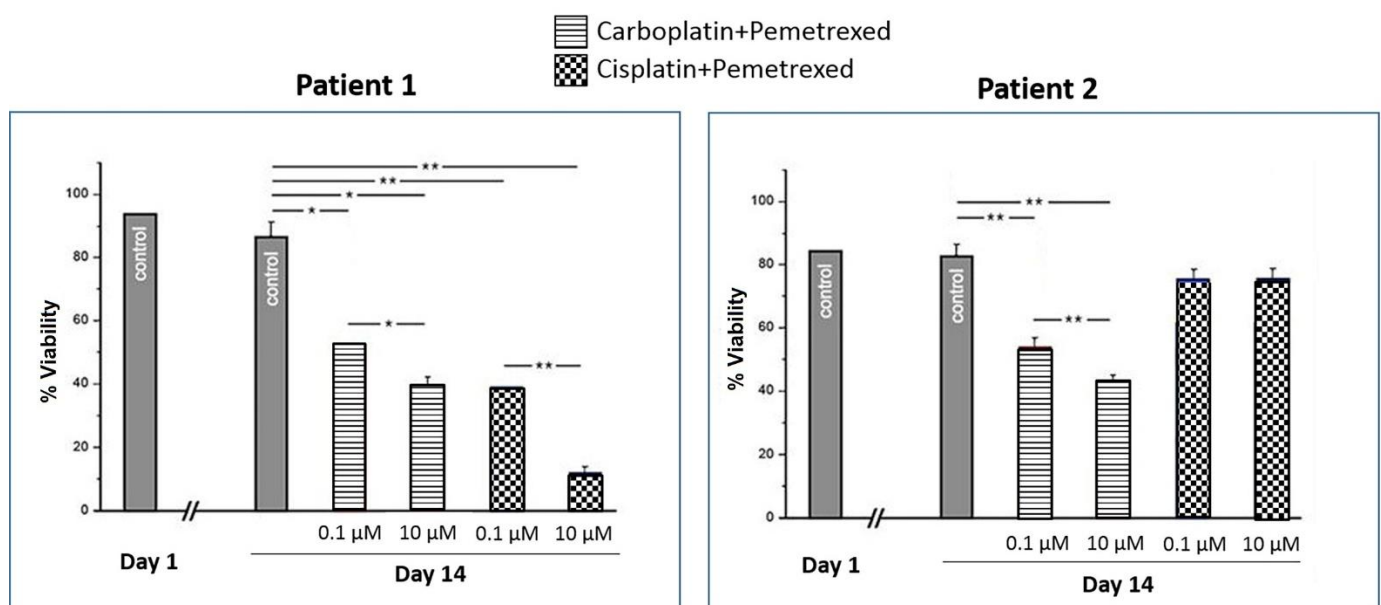 Carboplatin+Pemetrexed
Cisplatin+Pemetrexed
Patient 1
% Viability
100
80
60
40
20
0
control
control
**
**
*
*
*
**
0.1 μM
10 μM
0.1 μM
10 μM
Day 1
Day 14
Patient 2
% Viability
100
80
60
40
20
0
control
control
**
**
**
0.1 μM
10 μM
0.1 μM
10 μM
Day 1
Day 14